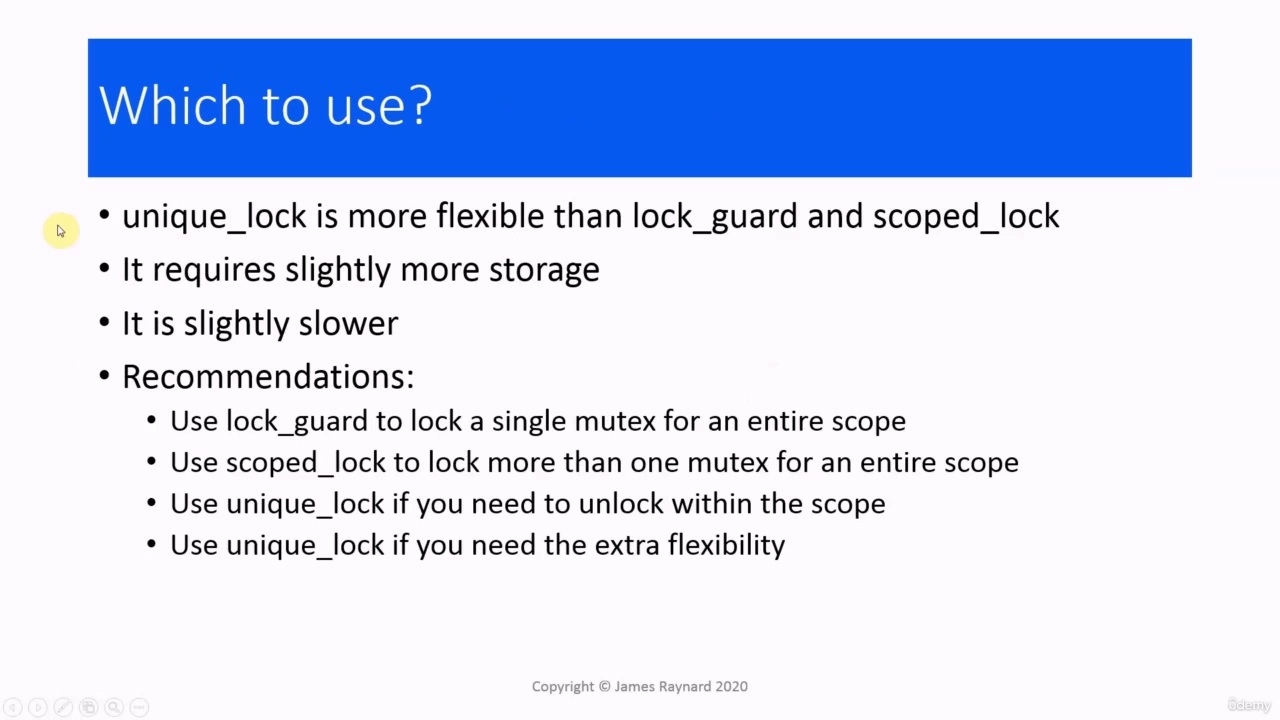 Which to use?
• unique_lock is more flexible than lock_guard and scoped_lock
• It requires slightly more storage
• It is slightly slower
• Recommendations:
• Use lock_guard to lock a single mutex for an entire scope
• Use scoped_lock to lock more than one mutex for an entire scope
• Use unique_lock if you need to unlock within the scope
• Use unique_lock if you need the extra flexibility
Copyright © James Raynard 2020
ûdemy